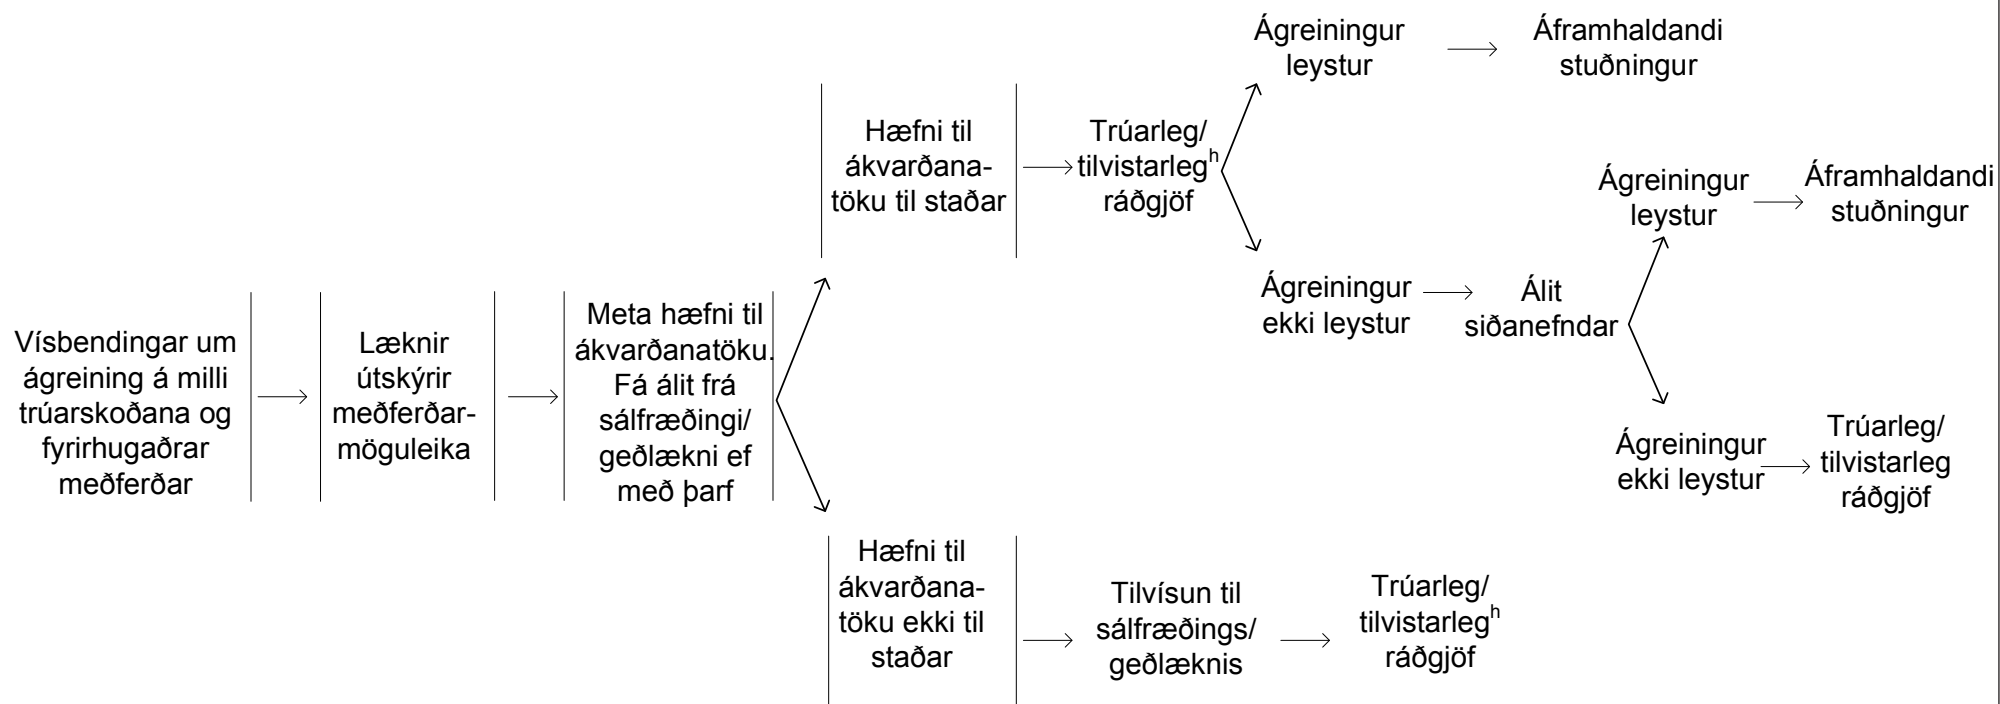 Vísbendingar um
ágreining á milli
trúarskoðana og
fyrirhugaðrar
meðferðar
Læknir
útskýrir
meðferðar-
möguleika
Meta hæfni til
ákvarðanatöku.
Fá álit frá
sálfræðingi/
geðlækni ef
með þarf
Hæfni til
ákvarðana-
töku til staðar
Trúarleg/
tilvistarlegʰ
ráðgjöf
Ágreiningur
leystur
Áframhaldandi
stuðningur
Ágreiningur
ekki leystur
Álit
siðanefndar
Ágreiningur
leystur
Áframhaldandi
stuðningur
Ágreiningur
ekki leystur
Trúarleg/
tilvistarleg
ráðgjöf
Hæfni til
ákvarðana-
töku ekki til
staðar
Tilvísun til
sálfræðings/
geðlæknis
Trúarleg/
tilvistarlegʰ
ráðgjöf